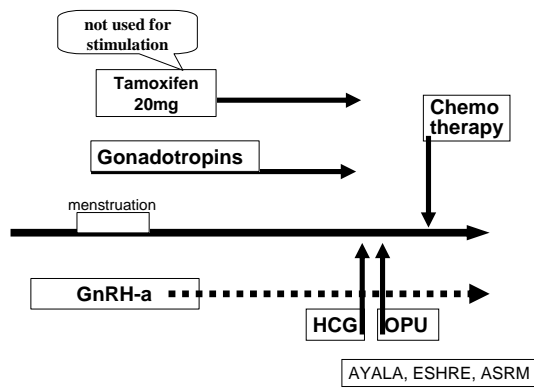 not used for
stimulation
Tamoxifen
20mg
Chemo
therapy
Gonadotropins
menstruation
GnRH-a
HCG
OPU
AYALA, ESHRE, ASRM